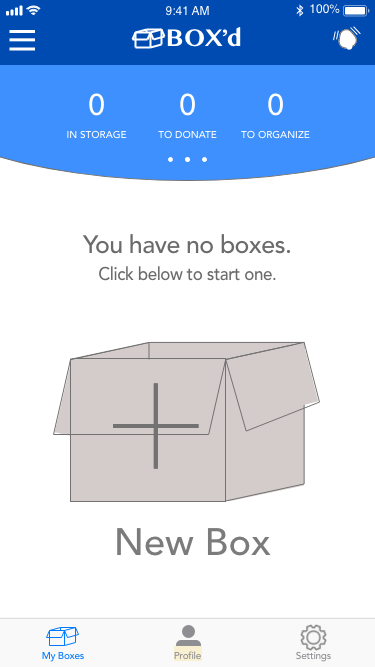 9:41 AM
100%
BOX'd
0 0 0
IN STORAGE TO DONATE TO ORGANIZE
You have no boxes.
Click below to start one.
New Box
My Boxes Profile Settings